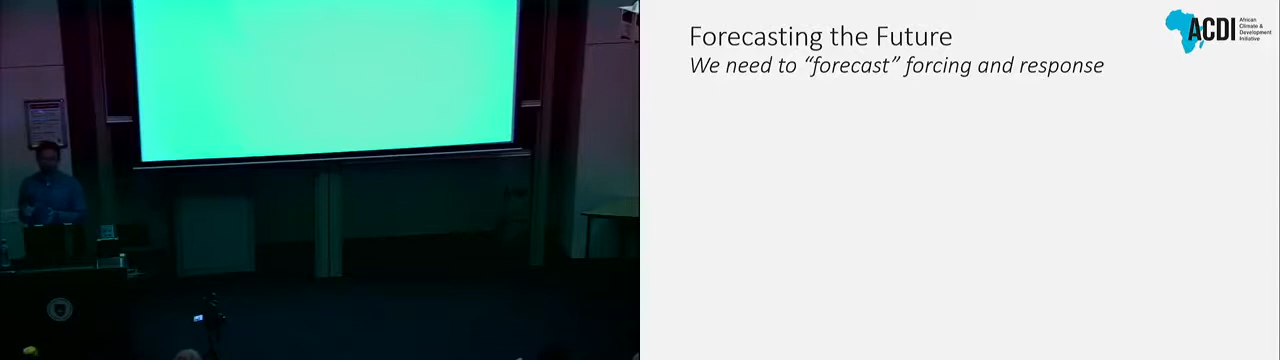 Forecasting the Future
We need to “forecast” forcing and response
ACDI
African
Climate &
Development
Initiative